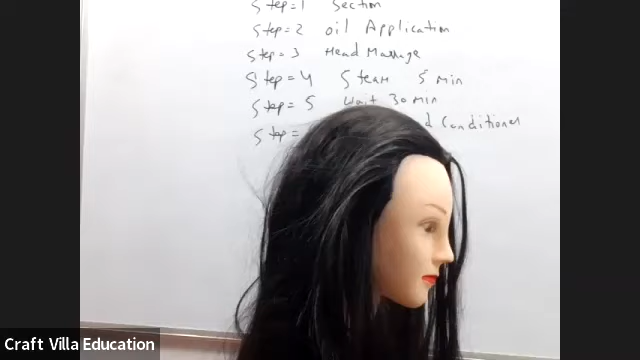 Step=1 Section
Step=2 oil Application
Step=3 Head Massage
Step=4 Steam 5 min
Step=5 Wait 30 min
Step= Conditioner
Craft Villa Education